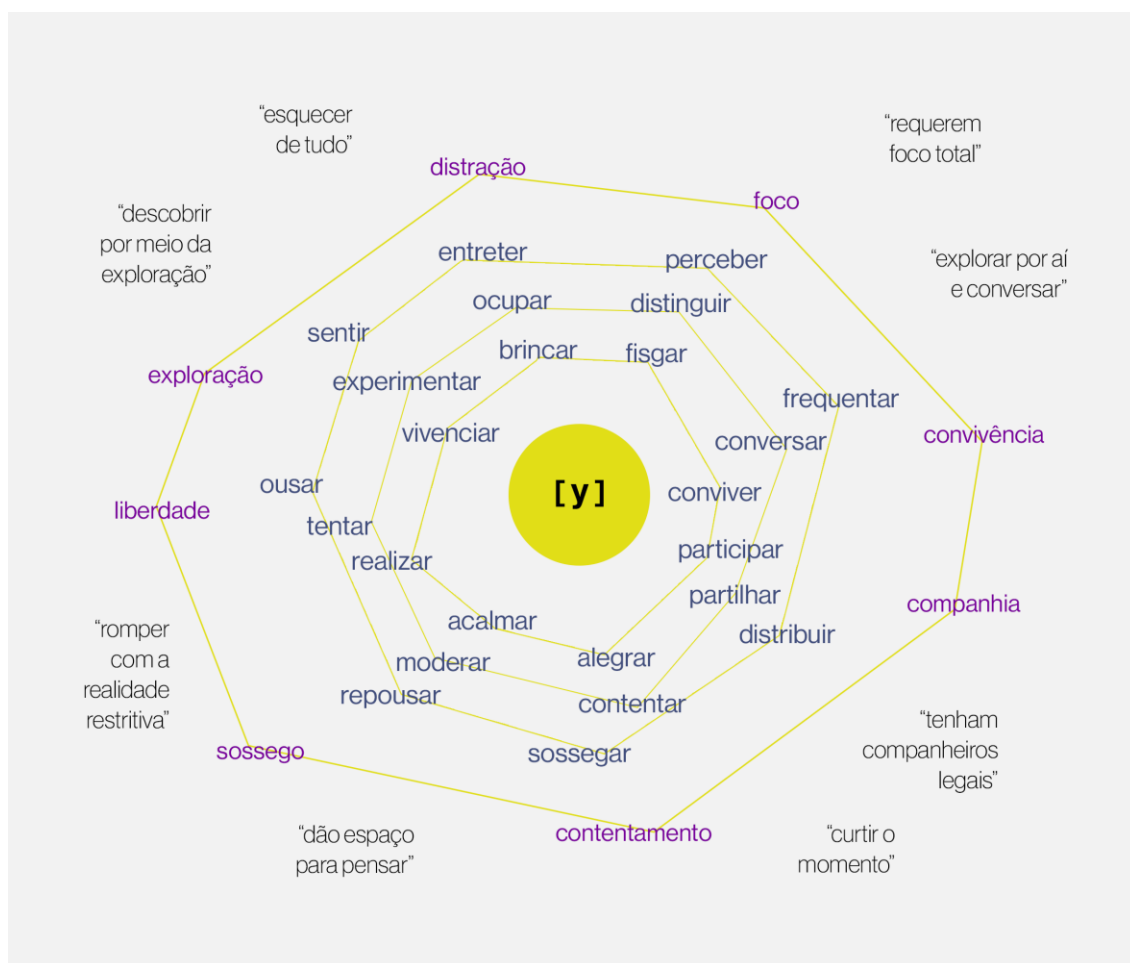 “esquecer
de tudo”
“requerem
foco total”
distração
foco
“descobrir
por meio da
exploração”
entreter
perceber
“explorar por aí
e conversar”
ocupar
distinguir
sentir
brincar
fisgar
exploração
experimentar
frequentar
vivenciar
conversar
convivência
ousar
[y]
conviver
liberdade
tentar
realizar
participar
partilhar
companhia
acalmar
distribuir
“romper
com a
realidade
restritiva”
moderar
alegrar
repousar
contentar
sossego
sossegar
“tenham
companheiros
legais”
“dão espaço
para pensar”
contentamento
“curtir o
momento”